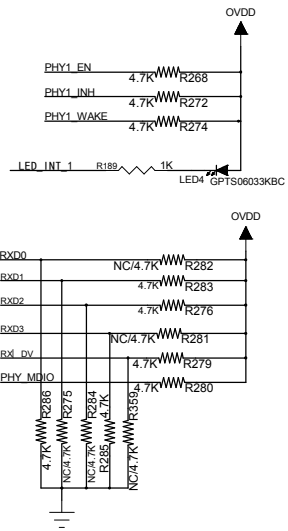 OVDD
PHY1_EN
4.7K R268
PHY1_INH
4.7K R272
PHY1_WAKE
4.7K R274
LED_INT_1 R189 1K
LED4 GPTS06033KBC
OVDD
RXD0
NC/4.7K R282
RXD1
4.7K R283
RXD2
4.7K R276
RXD3
NC/4.7K R281
RX_DV
4.7K R279
PHY_MDIO
4.7K R280
R286 4.7K
R275 NC/4.7K
R284 NC/4.7K
4.7K R285
R359 NC/4.7K